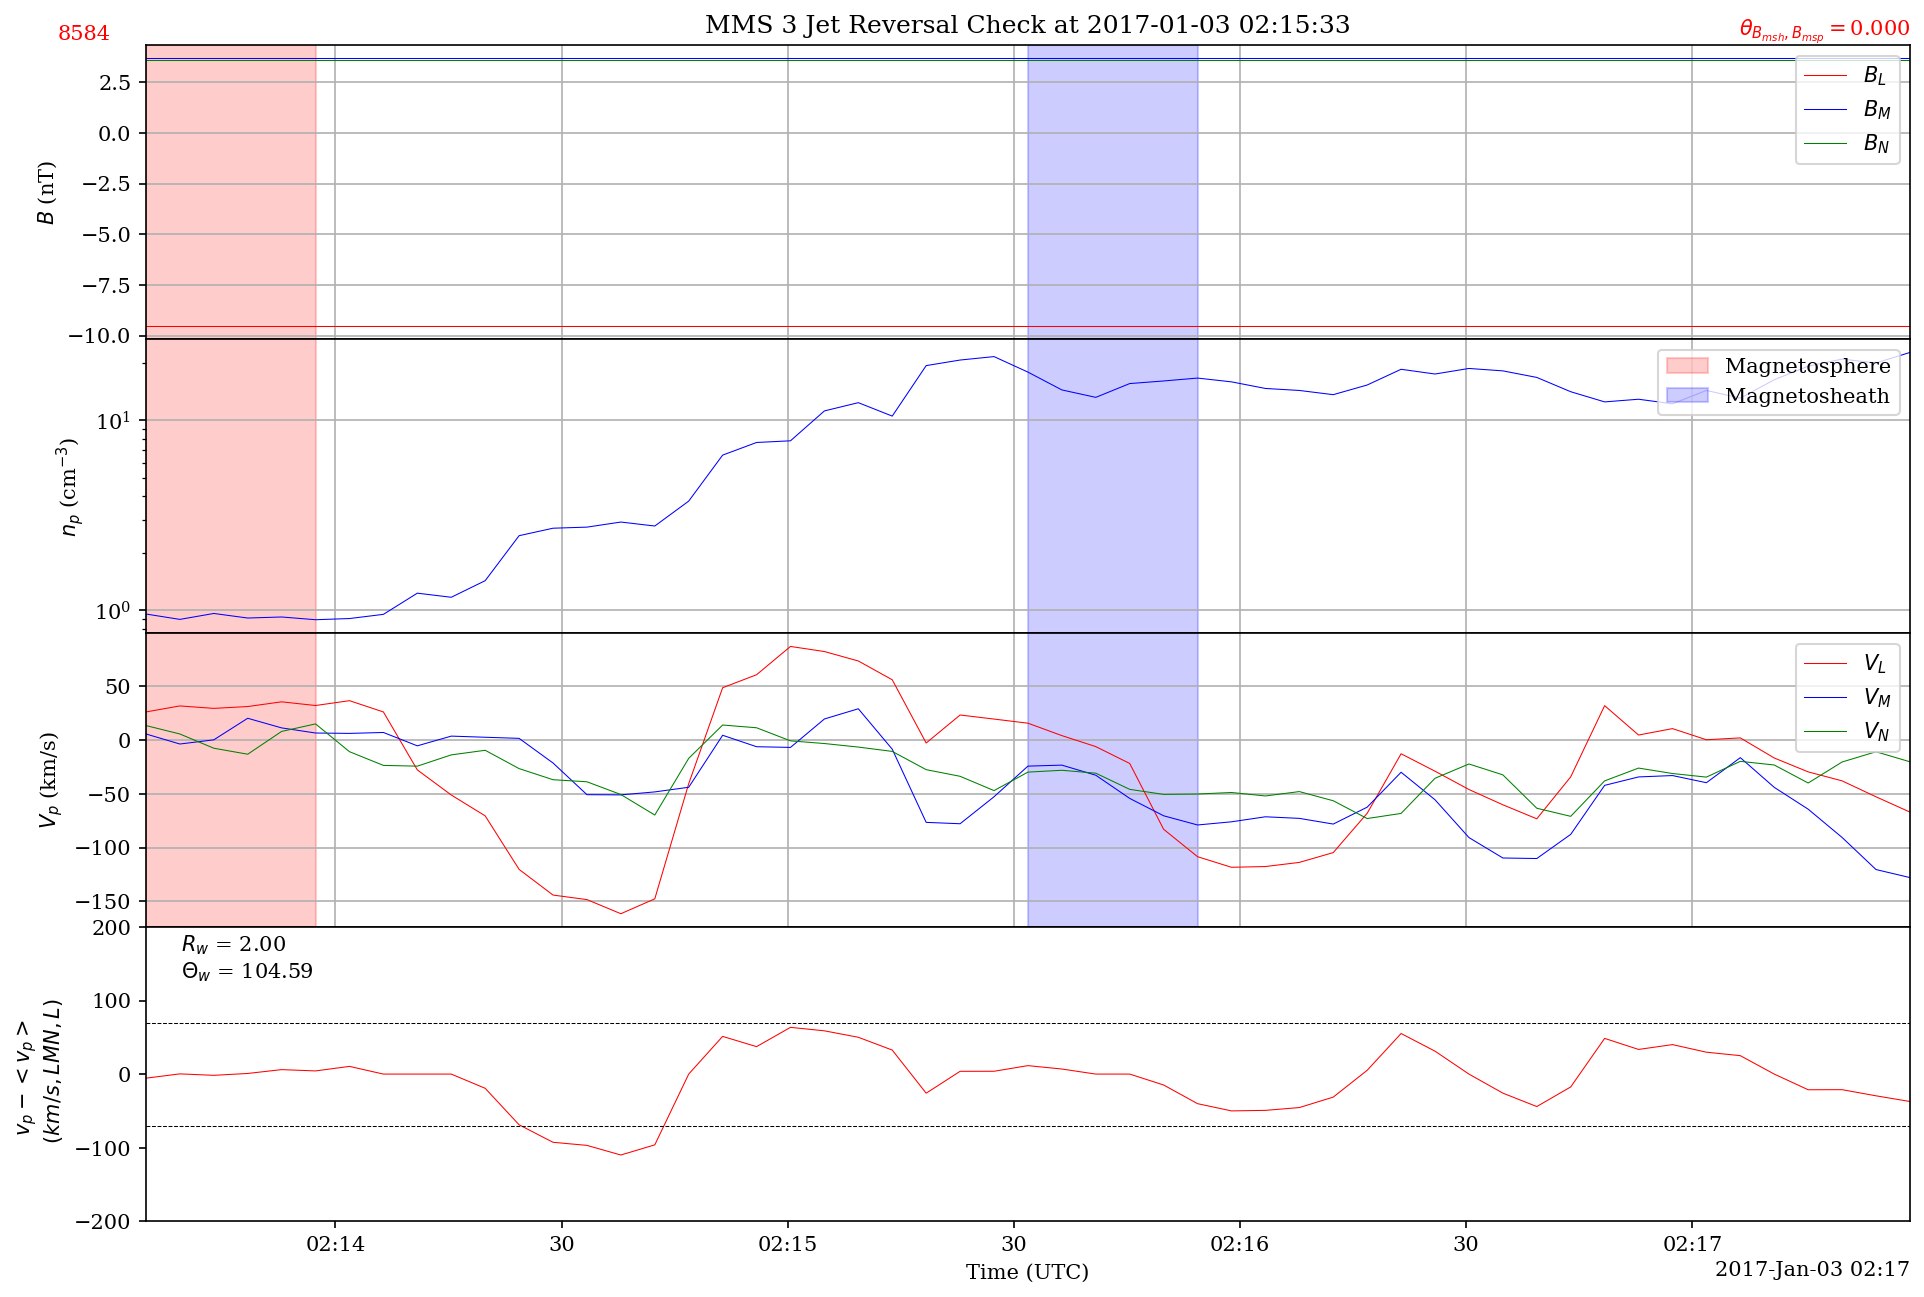 8584
MMS 3 Jet Reversal Check at 2017-01-03 02:15:33
θ_{B_{msh}, B_{msp}} = 0.000
2.5
0.0
−2.5
−5.0
−7.5
−10.0
B (nT)
B_L
B_M
B_N
10^1
10^0
n_p (cm^{−3})
Magnetosphere
Magnetosheath
50
0
−50
−100
−150
V_p (km/s)
V_L
V_M
V_N
200
100
0
−100
−200
v_p − < v_p >
(km/s, LMN, L)
R_w = 2.00
Θ_w = 104.59
02:14 30 02:15 30 02:16 30 02:17
Time (UTC)
2017-Jan-03 02:17